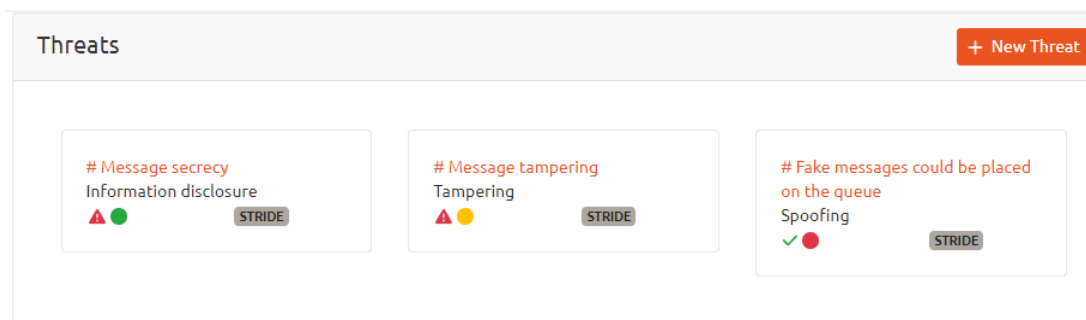 Threats
+ New Threat
# Message secrecy
Information disclosure
STRIDE
# Message tampering
Tampering
STRIDE
# Fake messages could be placed
on the queue
Spoofing
STRIDE